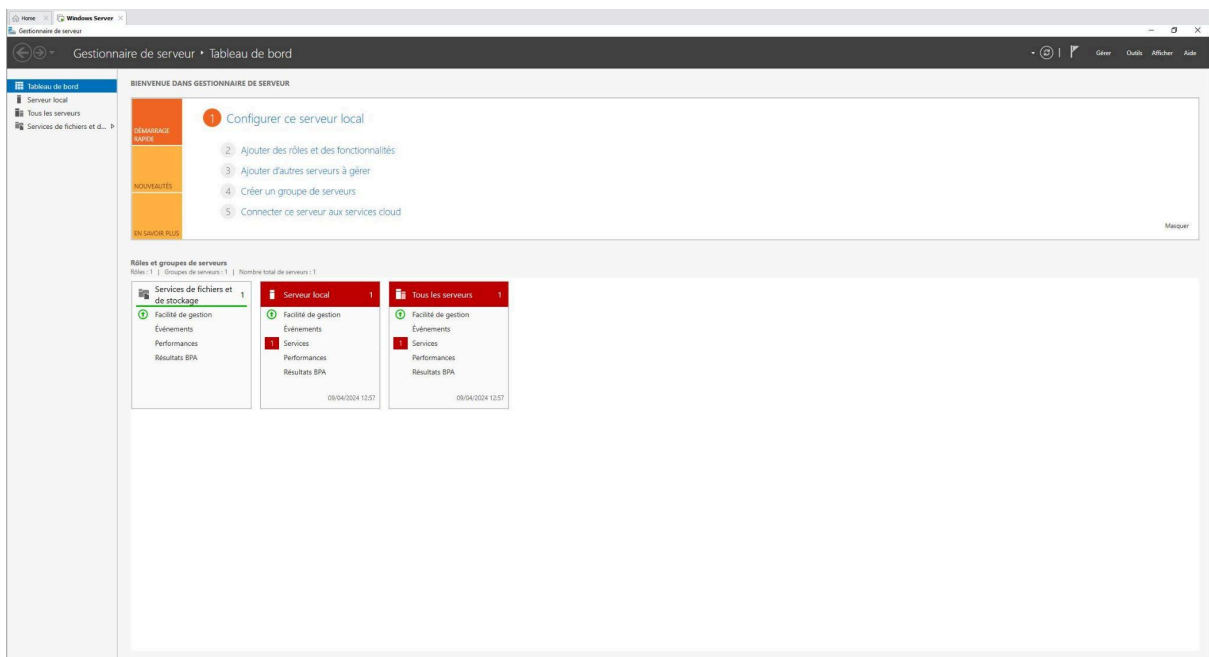 Home
Windows Server
Gestionnaire de serveur
Gestionnaire de serveur • Tableau de bord
Gérer Outils Afficher Aide
Tableau de bord
Serveur local
Tous les serveurs
Services de fichiers et d...
BIENVENUE DANS GESTIONNAIRE DE SERVEUR
DÉMARRAGE
RAPIDE
NOUVEAUTÉS
EN SAVOIR PLUS
1 Configurer ce serveur local
2 Ajouter des rôles et des fonctionnalités
3 Ajouter d'autres serveurs à gérer
4 Créer un groupe de serveurs
5 Connecter ce serveur aux services cloud
Masquer
Rôles et groupes de serveurs
Rôles : 1 | Groupes de serveurs : 1 | Nombre total de serveurs : 1
Services de fichiers et
de stockage 1
Facilité de gestion
Événements
Performances
Résultats BPA
Serveur local 1
Facilité de gestion
Événements
1 Services
Performances
Résultats BPA
09/04/2024 12:57
Tous les serveurs 1
Facilité de gestion
Événements
1 Services
Performances
Résultats BPA
09/04/2024 12:57